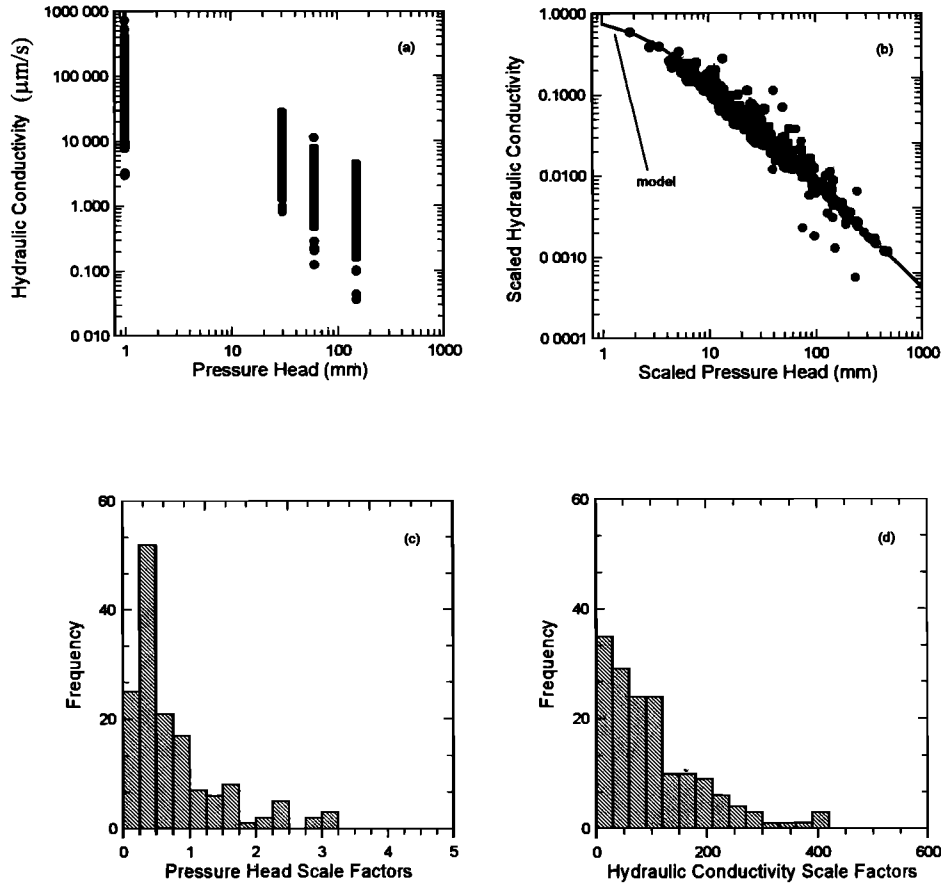 (a)
Hydraulic Conductivity (μm/s)
1000 000
100 000
10 000
1.000
0.100
0 010
1
10
100
1000
Pressure Head (mm)
(b)
Scaled Hydraulic Conductivity
1.0000
0.1000
0.0100
0 0010
0 0001
model
1
10
100
1000
Scaled Pressure Head (mm)
(c)
Frequency
60
40
20
0
0
1
2
3
4
5
Pressure Head Scale Factors
(d)
Frequency
60
40
20
0
0
200
400
600
Hydraulic Conductivity Scale Factors